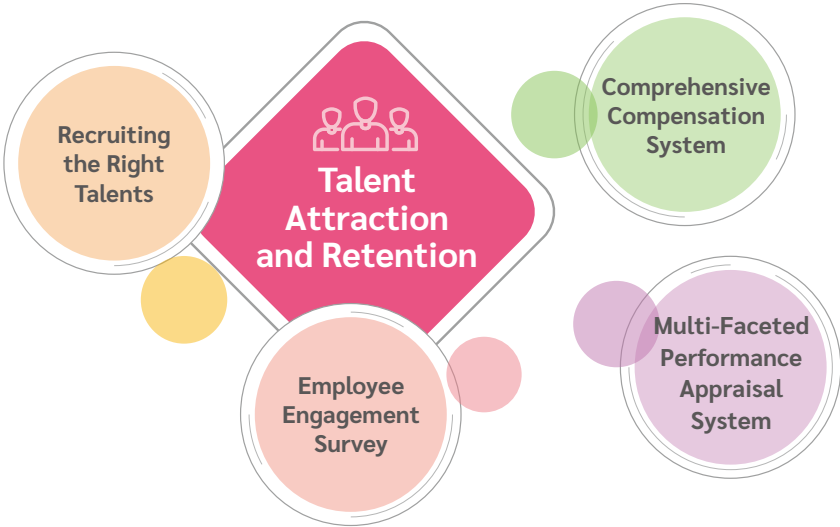 Recruiting
the Right
Talents
Talent
Attraction
and Retention
Comprehensive
Compensation
System
Employee
Engagement
Survey
Multi-Faceted
Performance
Appraisal
System